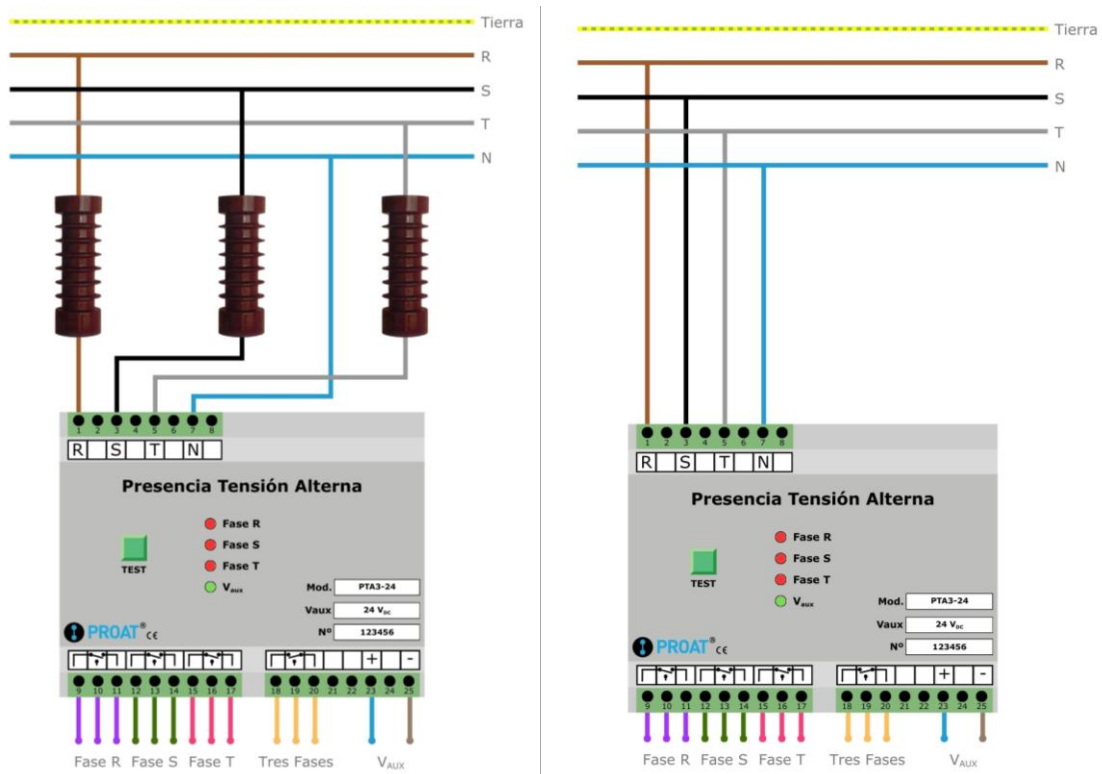 Tierra
R
S
T
N
1 2 3 4 5 6 7 8
R S T N
Presencia Tensión Alterna
Fase R
Fase S
Fase T
Vaux
TEST
Mod. PTA3-24
Vaux 24 VDC
Nº 123456
PROAT® CE
+ -
9 10 11 12 13 14 15 16 17 18 19 20 21 22 23 24 25
Fase R Fase S Fase T Tres Fases VAUX
Tierra
R
S
T
N
1 2 3 4 5 6 7 8
R S T N
Presencia Tensión Alterna
Fase R
Fase S
Fase T
Vaux
TEST
Mod. PTA3-24
Vaux 24 VDC
Nº 123456
PROAT® CE
+ -
9 10 11 12 13 14 15 16 17 18 19 20 21 22 23 24 25
Fase R Fase S Fase T Tres Fases VAUX